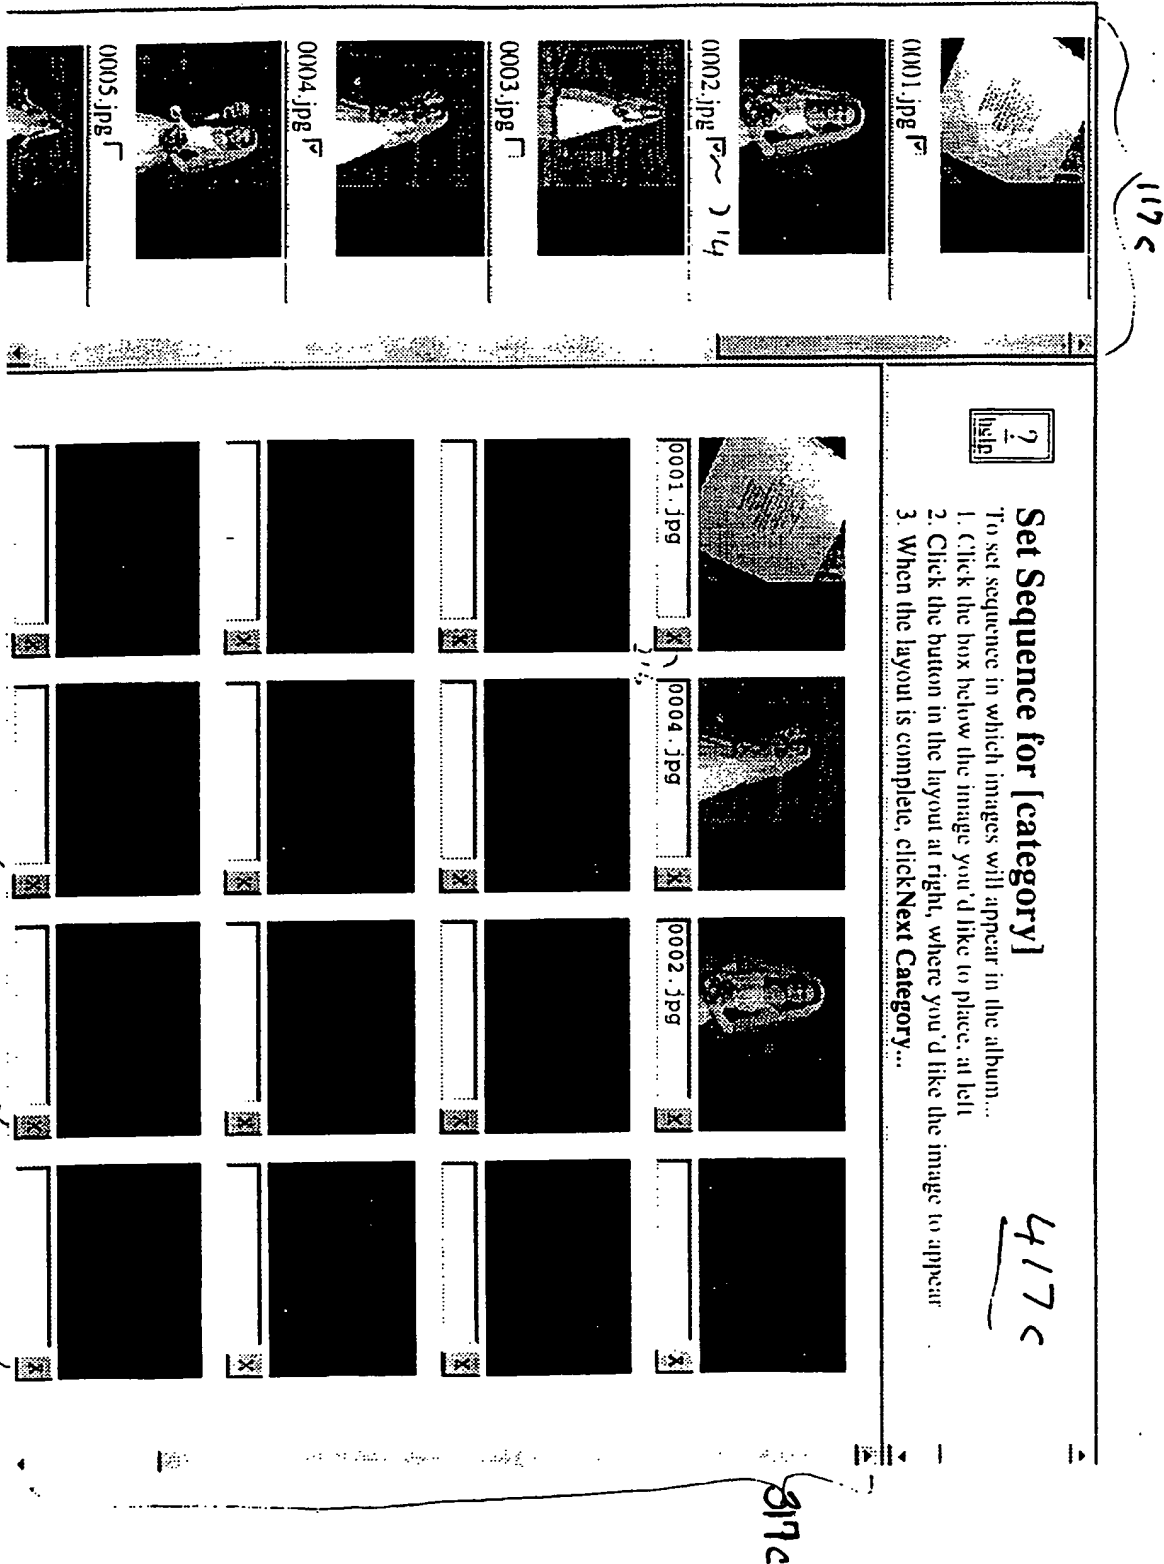 117c
417c
?
help
Set Sequence for [category]
To set sequence in which images will appear in the album...
1. Click the box below the image you'd like to place, at left
2. Click the button in the layout at right, where you'd like the image to appear
3. When the layout is complete, clickNext Category...
0001.jpg
0002.jpg
0003.jpg
0004.jpg
0005.jpg
0001.jpg X
0004.jpg X
0002.jpg X
X
X
X
X
X
X
X
X
X
X
X
X
X
317c